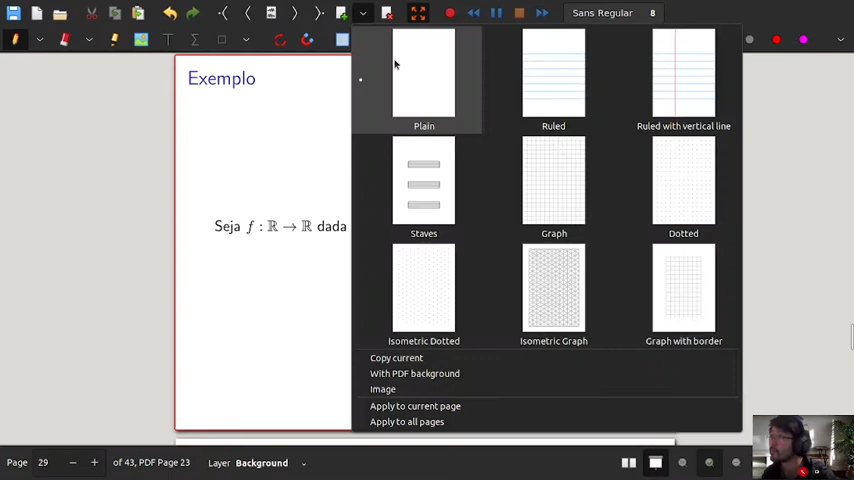 Sans Regular 8
Exemplo
Plain
Ruled
Ruled with vertical line
Seja f : ℝ → ℝ dada
Staves
Graph
Dotted
Isometric Dotted
Isometric Graph
Graph with border
Copy current
With PDF background
Image
Apply to current page
Apply to all pages
Page 29 of 43, PDF Page 23 Layer Background